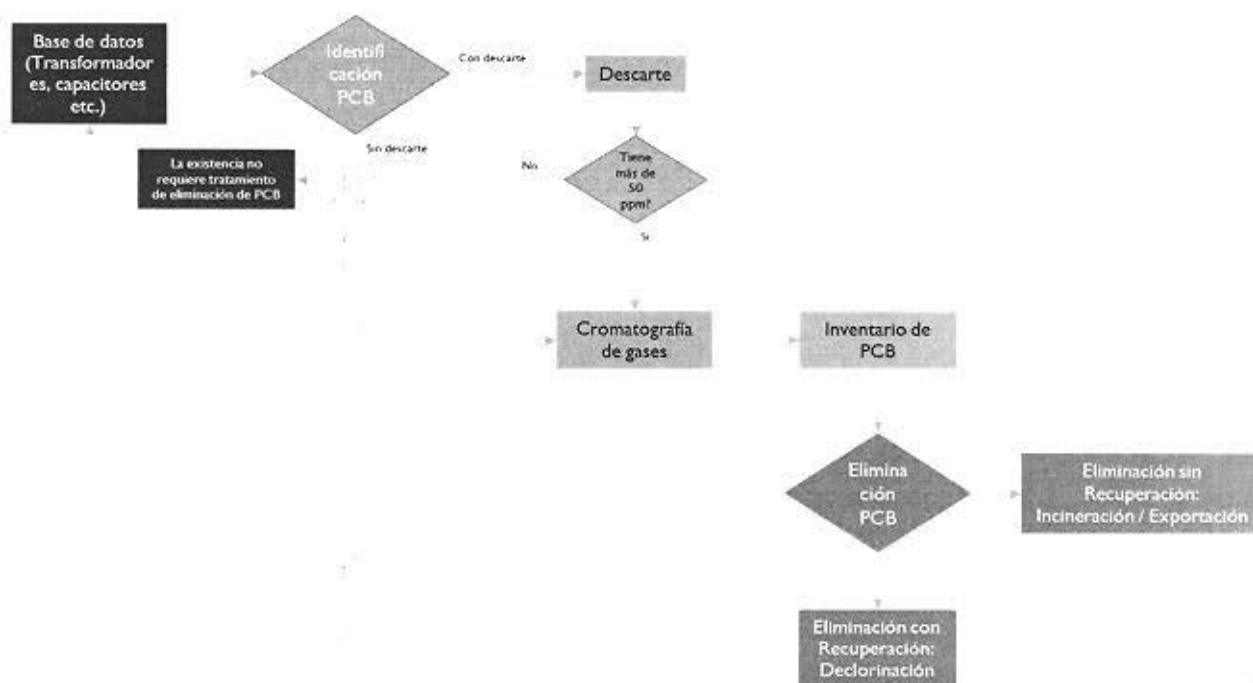 Base de datos
(Transformador
es, capacitores
etc.)
Identifi
cación
PCB
Con descarte
Descarte
Sin descarte
La existencia no
requiere tratamiento
de eliminación de PCB
No
Tiene
más de
50
ppm?
Si
Cromatografía
de gases
Inventario de
PCB
Elimina
ción
PCB
Eliminación sin
Recuperación:
Incineración / Exportación
Eliminación con
Recuperación:
Declorinación